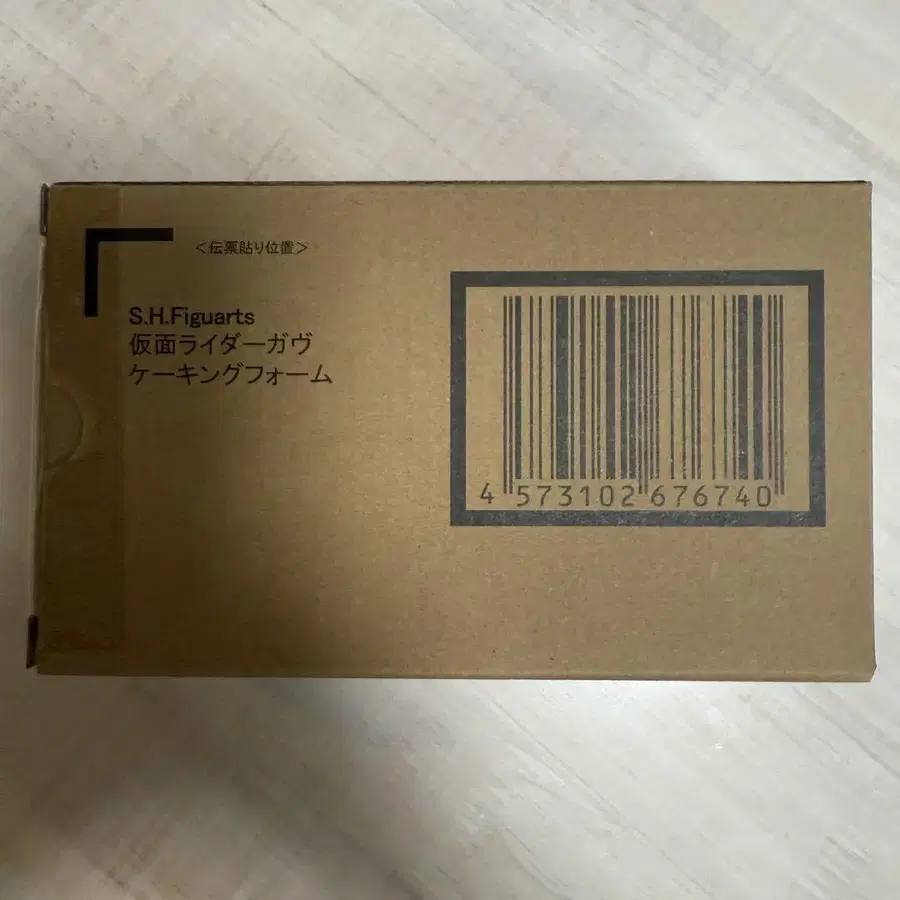 <伝票貼り位置>
S.H.Figuarts
仮面ライダーガヴ
ケーキングフォーム
4 573102 676740